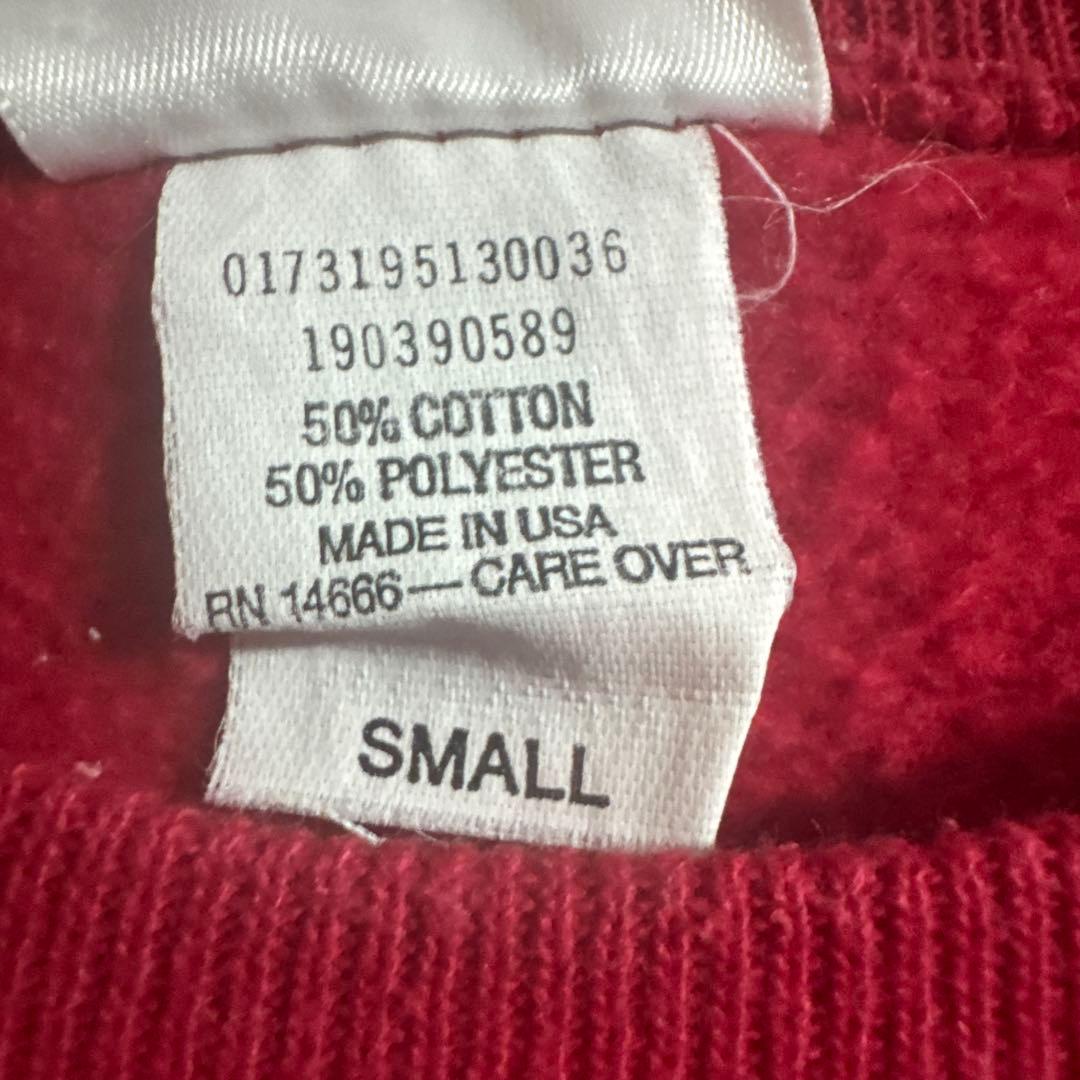 0173195130036
190390589
50% COTTON
50% POLYESTER
MADE IN USA
RN 14666—CARE OVER
SMALL